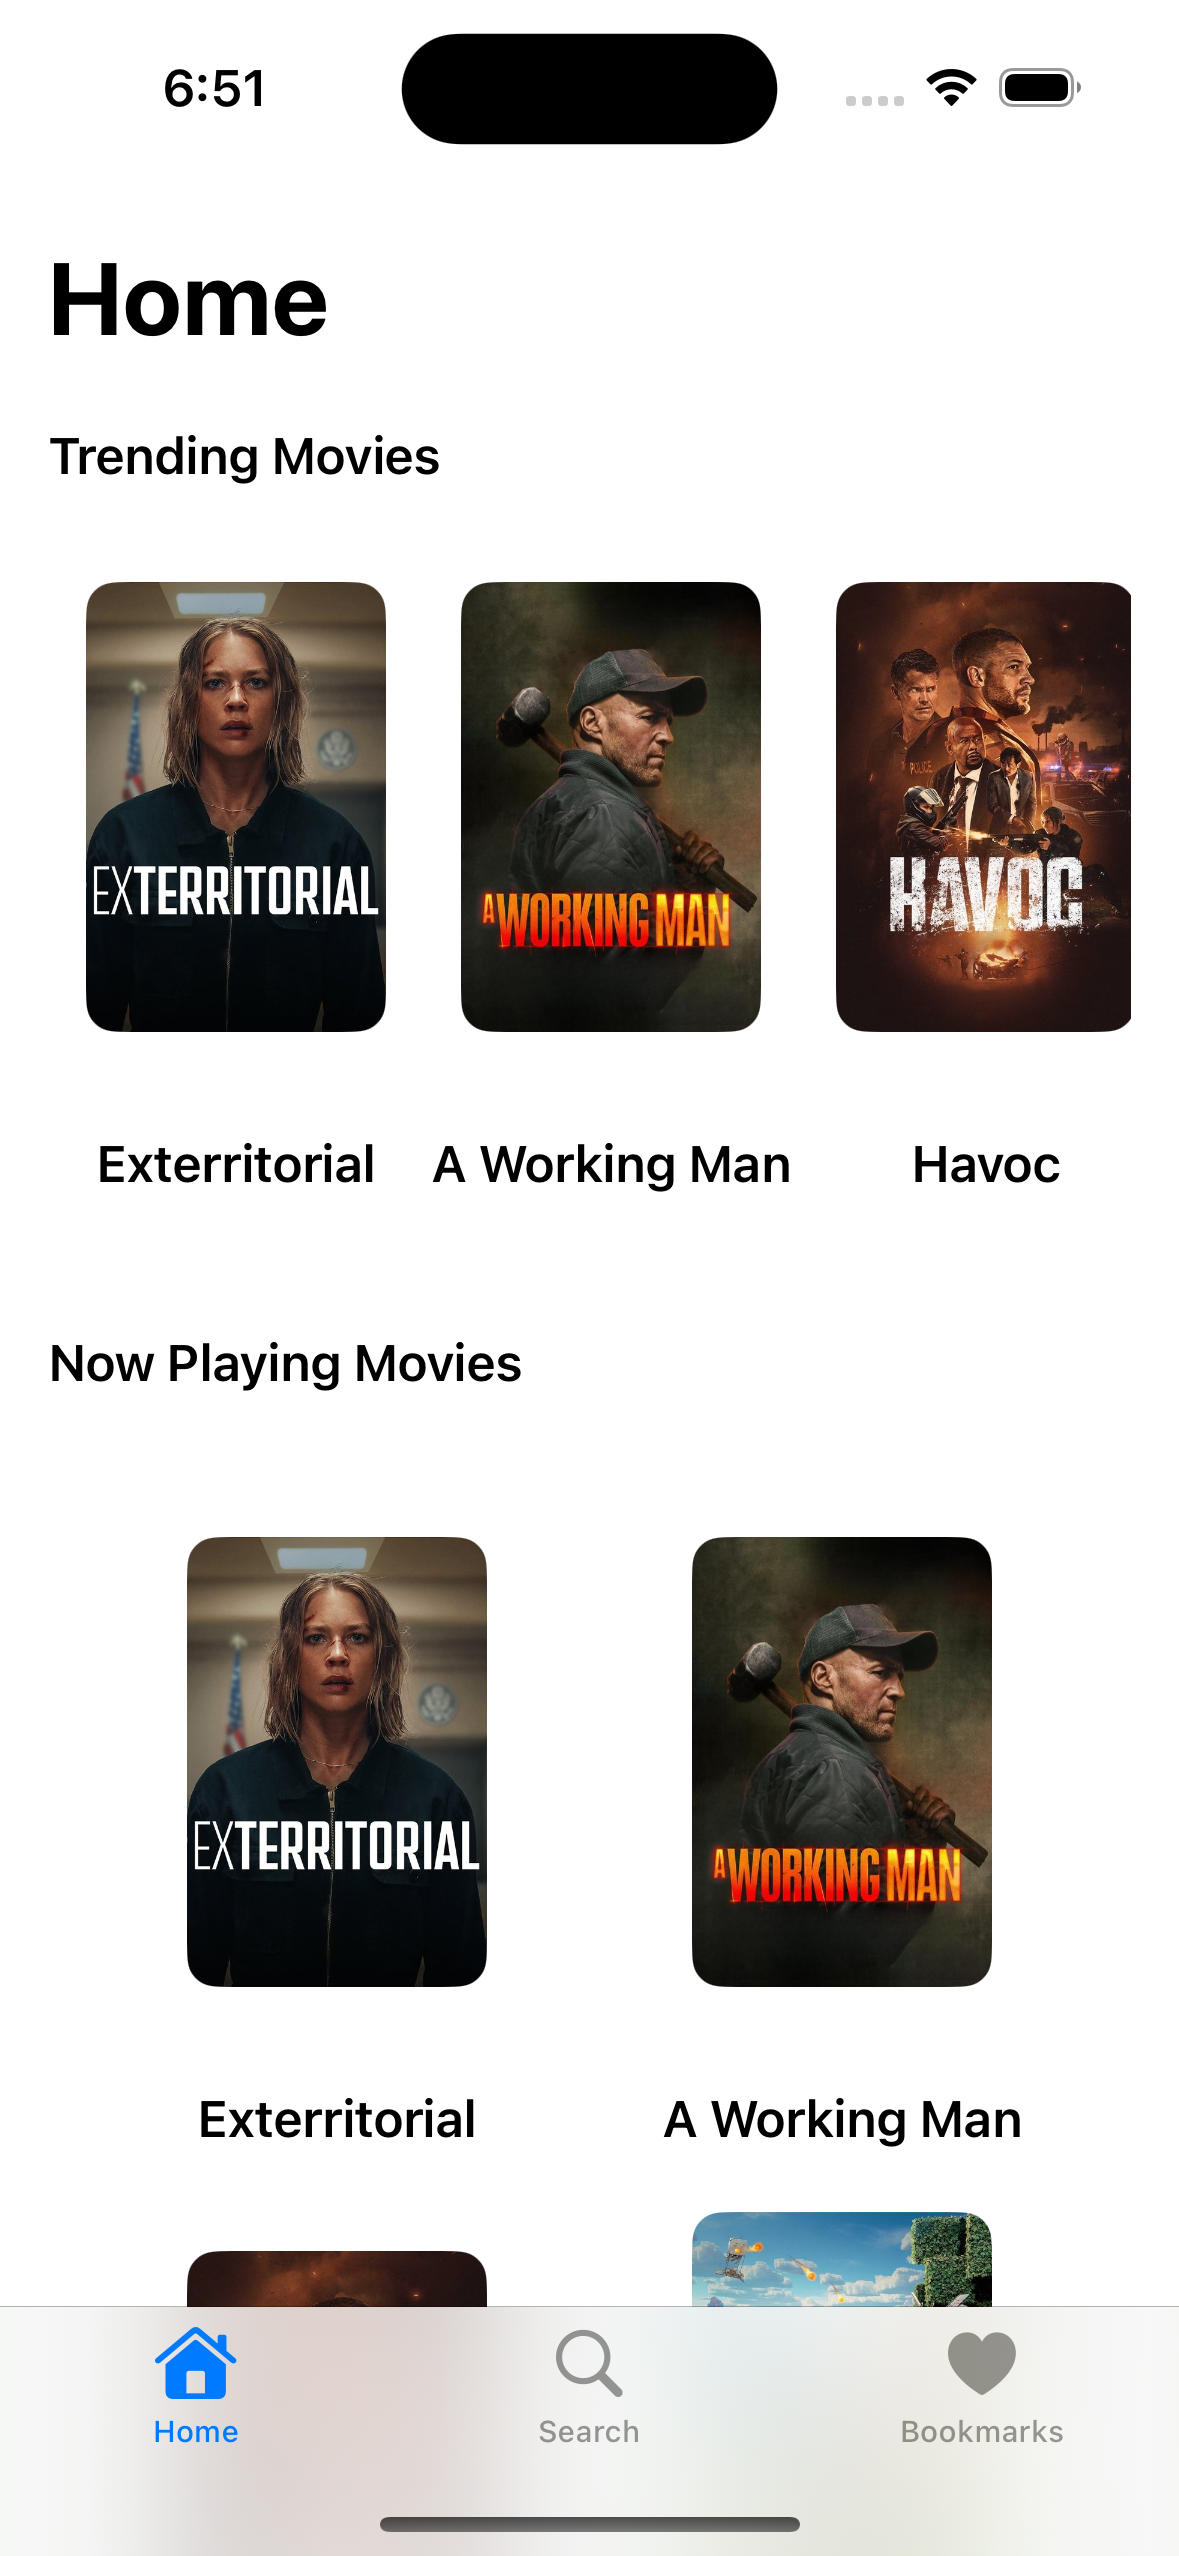 6:51
Home
Trending Movies
EXTERRITORIAL
A WORKING MAN
POLICE
HAVOC
Exterritorial
A Working Man
Havoc
Now Playing Movies
EXTERRITORIAL
A WORKING MAN
Exterritorial
A Working Man
Home
Search
Bookmarks